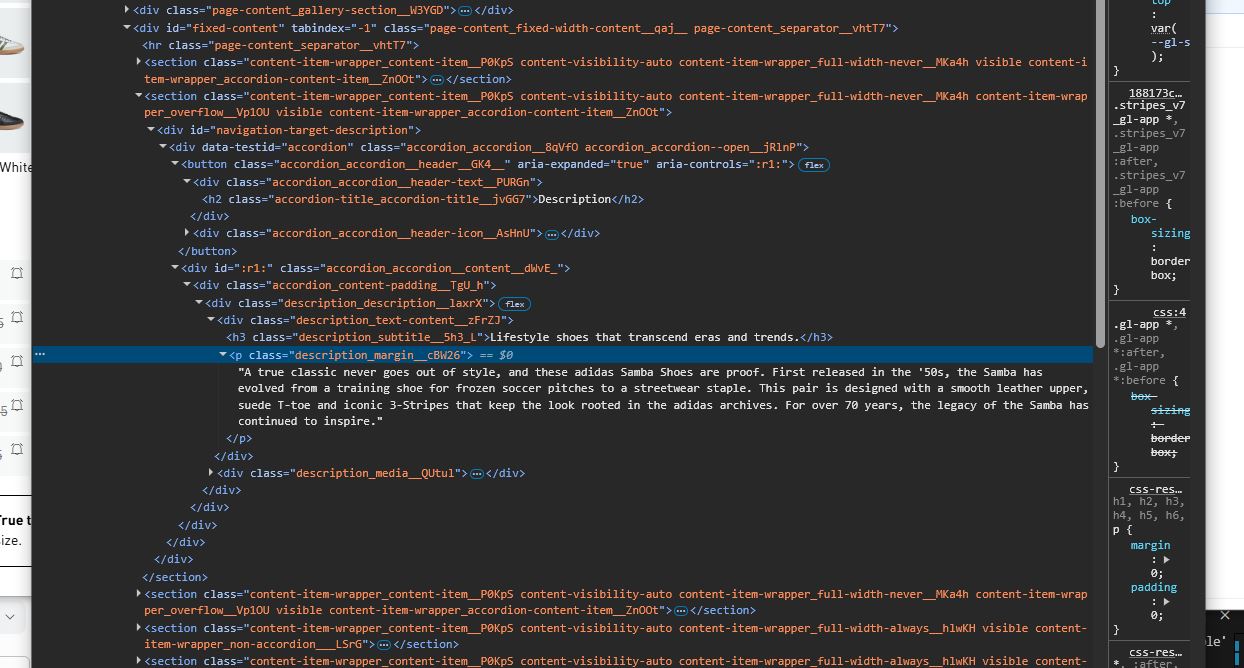 <div class="page-content_gallery-section__W3YGD"></div>
<div id="fixed-content" tabindex="-1" class="page-content_fixed-width-content__qaj__ page-content_separator__vhtT7">
<hr class="page-content_separator__vhtT7">
<section class="content-item-wrapper_content-item__P0KpS content-visibility-auto content-item-wrapper_full-width-never__MKa4h visible content-i
tem-wrapper_accordion-content-item__ZnOOt"></section>
<section class="content-item-wrapper_content-item__P0KpS content-visibility-auto content-item-wrapper_full-width-never__MKa4h content-item-wrap
per_overflow__Vp1OU visible content-item-wrapper_accordion-content-item__ZnOOt">
<div id="navigation-target-description">
<div data-testid="accordion" class="accordion_accordion__8qVfO accordion_accordion--open__jRlnP">
<button class="accordion_accordion__header__GK4__" aria-expanded="true" aria-controls=":r1:"> flex
<div class="accordion_accordion__header-text__PURGn">
<h2 class="accordion-title_accordion-title__jvGG7">Description</h2>
</div>
<div class="accordion_accordion__header-icon__AsHnU"></div>
</button>
<div id=":r1:" class="accordion_accordion__content__dWvE_">
<div class="accordion_content-padding__TgU_h">
<div class="description_description__laxrX"> flex
<div class="description_text-content__zFrZJ">
<h3 class="description_subtitle__5h3_L">Lifestyle shoes that transcend eras and trends.</h3>
<p class="description_margin__cBW26"> == $0
"A true classic never goes out of style, and these adidas Samba Shoes are proof. First released in the '50s, the Samba has
evolved from a training shoe for frozen soccer pitches to a streetwear staple. This pair is designed with a smooth leather upper,
suede T-toe and iconic 3-Stripes that keep the look rooted in the adidas archives. For over 70 years, the legacy of the Samba has
continued to inspire."
</p>
</div>
<div class="description_media__QUtul"></div>
</div>
</div>
</div>
</div>
</div>
</section>
<section class="content-item-wrapper_content-item__P0KpS content-visibility-auto content-item-wrapper_full-width-never__MKa4h content-item-wrap
per_overflow__Vp1OU visible content-item-wrapper_accordion-content-item__ZnOOt"></section>
<section class="content-item-wrapper_content-item__P0KpS content-visibility-auto content-item-wrapper_full-width-always__hlwKH visible content-
item-wrapper_non-accordion___LSrG"></section>
<section class="content-item-wrapper_content-item__P0KpS content-visibility-auto content-item-wrapper_full-width-always__hlwKH visible content-
White
True t
ize.
top
:
var(
--gl-s
);
}
188173c…
.stripes_v7
_gl-app *,
.stripes_v7
_gl-app
:after,
.stripes_v7
_gl-app
:before {
box-
sizing
:
border
box;
}
css:4
.gl-app *,
.gl-app
*:after,
.gl-app
*:before {
box-
sizing
:
border
box;
}
css-res…
h1, h2, h3,
h4, h5, h6,
p {
margin
:
0;
padding
:
0;
}
css-res…
*, :after,
le'